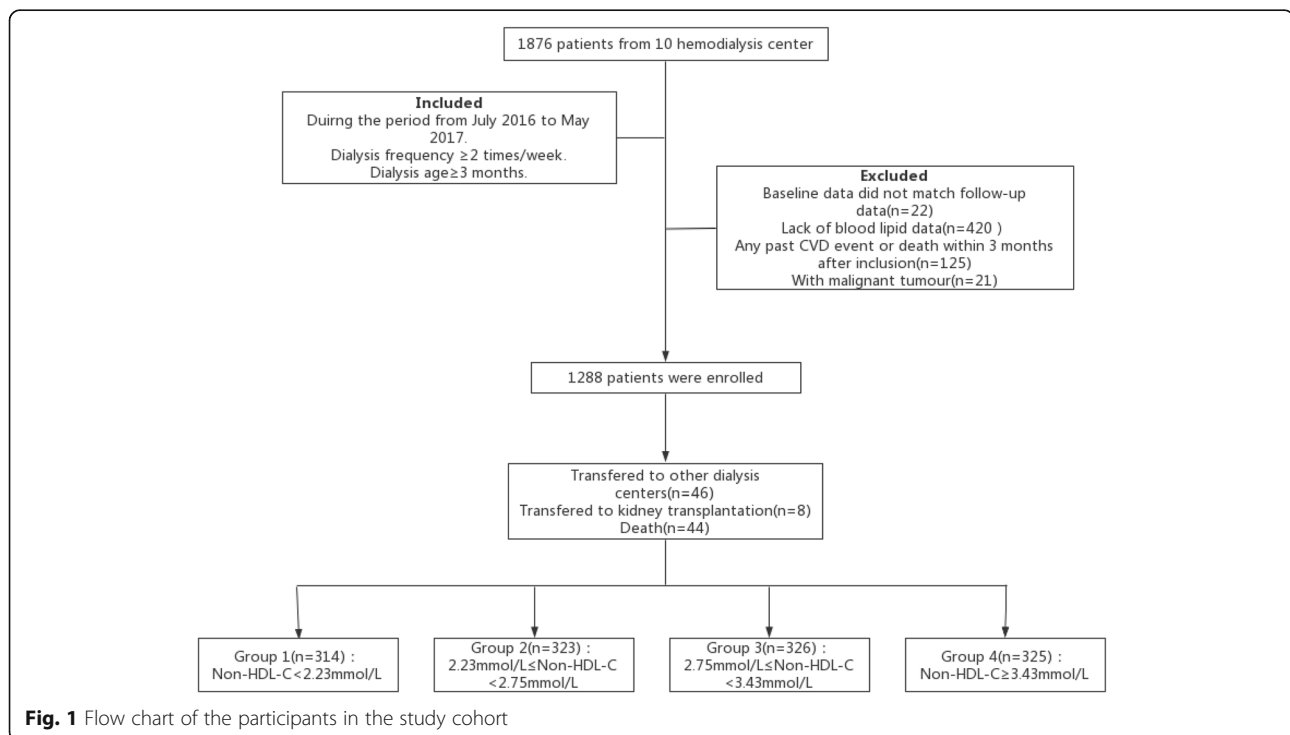 1876 patients from 10 hemodialysis center
Included
Duirng the period from July 2016 to May
2017.
Dialysis frequency ≥2 times/week.
Dialysis age≥3 months.
Excluded
Baseline data did not match follow-up
data(n=22)
Lack of blood lipid data(n=420 )
Any past CVD event or death within 3 months
after inclusion(n=125)
With malignant tumour(n=21)
1288 patients were enrolled
Transfered to other dialysis
centers(n=46)
Transfered to kidney transplantation(n=8)
Death(n=44)
Group 1(n=314) :
Non-HDL-C<2.23mmol/L
Group 2(n=323) :
2.23mmol/L≤Non-HDL-C
<2.75mmol/L
Group 3(n=326) :
2.75mmol/L≤Non-HDL-C
<3.43mmol/L
Group 4(n=325) :
Non-HDL-C≥3.43mmol/L
Fig. 1 Flow chart of the participants in the study cohort